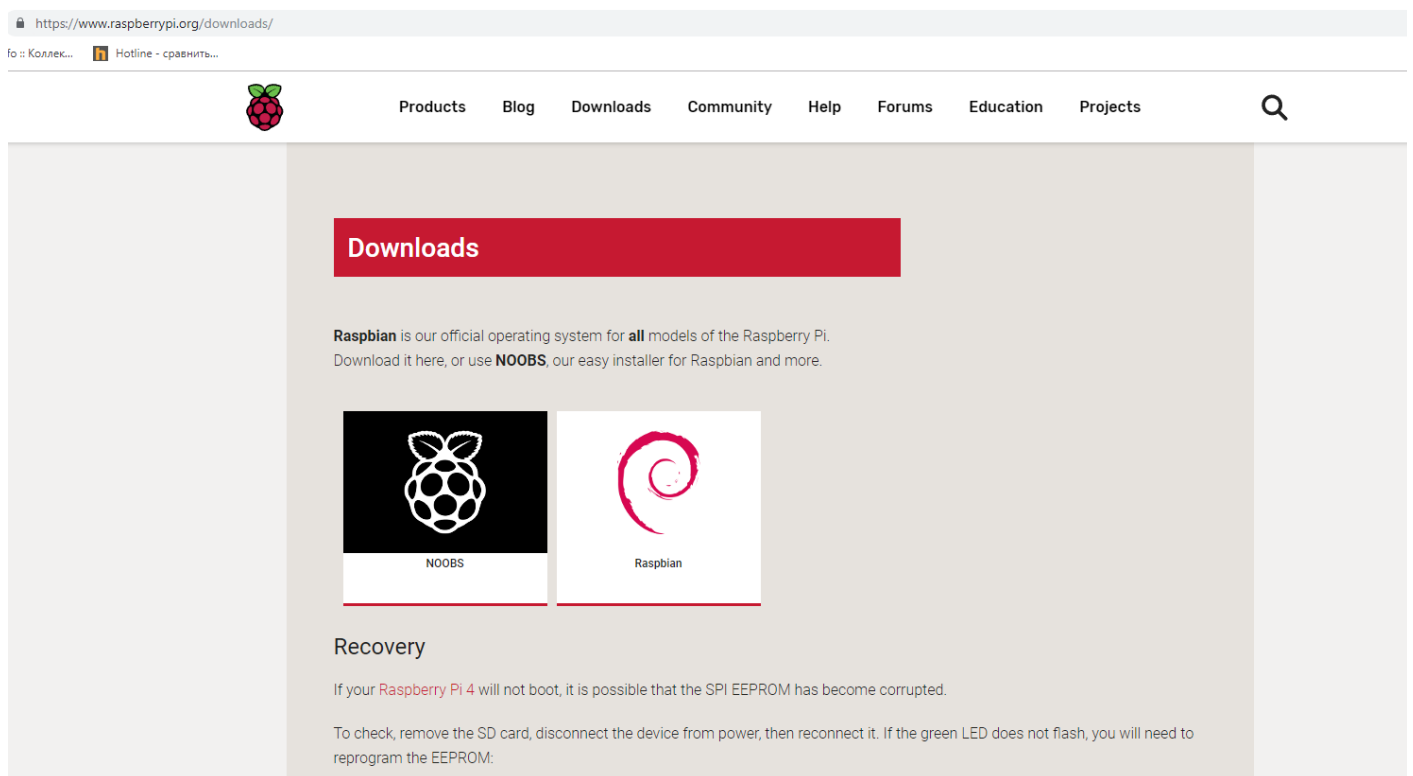 https://www.raspberrypi.org/downloads/
fo :: Коллек... Hotline - сравнить...
Products Blog Downloads Community Help Forums Education Projects
Downloads
Raspbian is our official operating system for all models of the Raspberry Pi.
Download it here, or use NOOBS, our easy installer for Raspbian and more.
NOOBS Raspbian
Recovery
If your Raspberry Pi 4 will not boot, it is possible that the SPI EEPROM has become corrupted.
To check, remove the SD card, disconnect the device from power, then reconnect it. If the green LED does not flash, you will need to
reprogram the EEPROM: